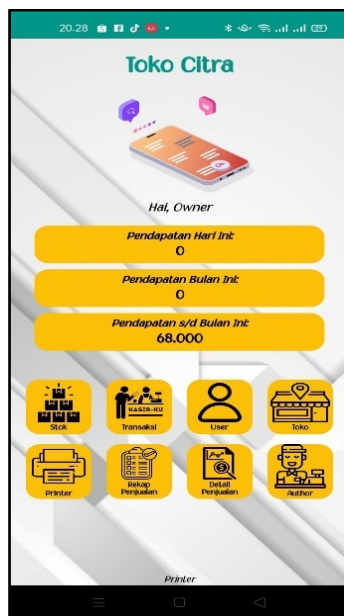 20.28
39
Toko Citra
Hai, Owner
Pendapatan Hari Ini:
0
Pendapatan Bulan Ini:
0
Pendapatan s/d Bulan Ini:
68.000
KASIR-KU
Stok
Transaksi
User
Toko
Printer
Rekap
Penjualan
Detail
Penjualan
Author
Printer